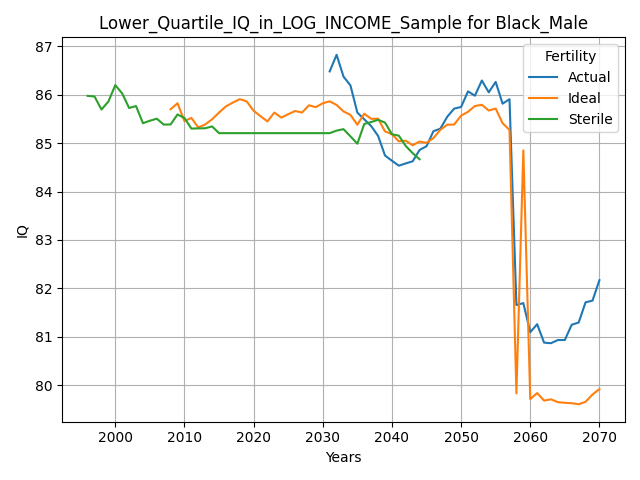 Lower_Quartile_IQ_in_LOG_INCOME_Sample for Black_Male
Fertility
Actual
Ideal
Sterile
IQ
87
86
85
84
83
82
81
80
2000
2010
2020
2030
2040
2050
2060
2070
Years